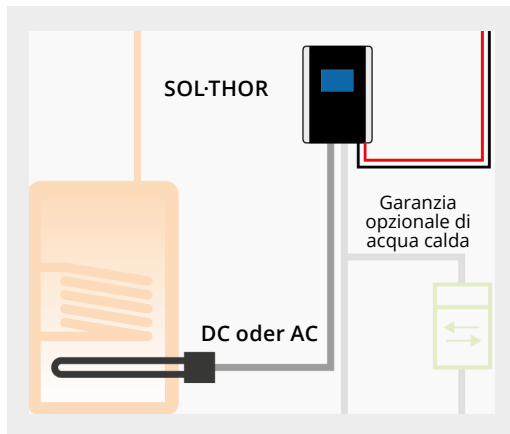 SOL·THOR
Garanzia
opzionale di
acqua calda
DC oder AC